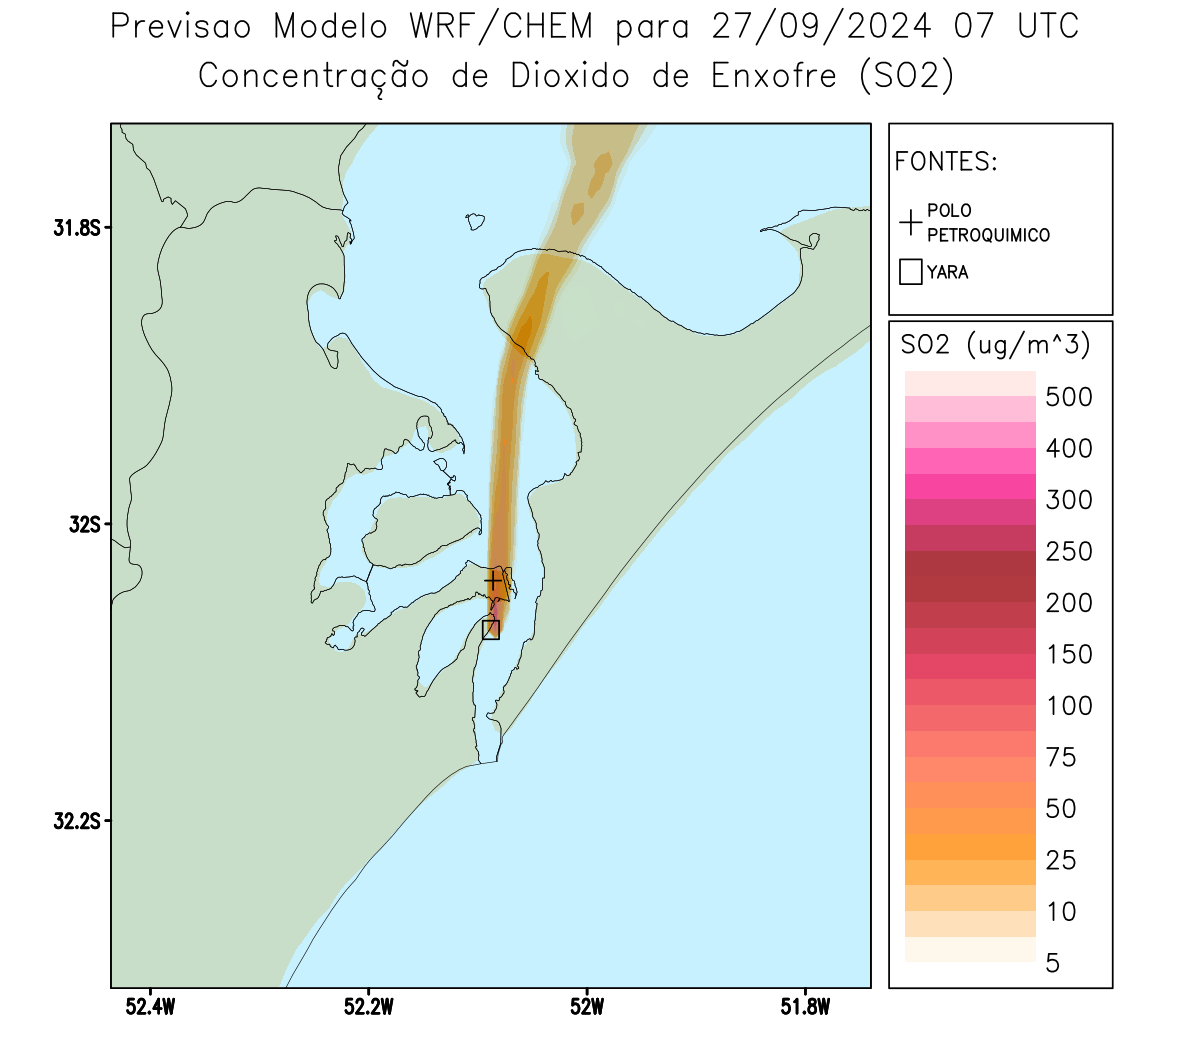 Previsao Modelo WRF/CHEM para 27/09/2024 07 UTC
Concentração de Dioxido de Enxofre (SO2)
FONTES:
POLO
PETROQUIMICO
YARA
SO2 (ug/m^3)
500
400
300
250
200
150
100
75
50
25
10
5
31.8S
32S
32.2S
52.4W
52.2W
52W
51.8W